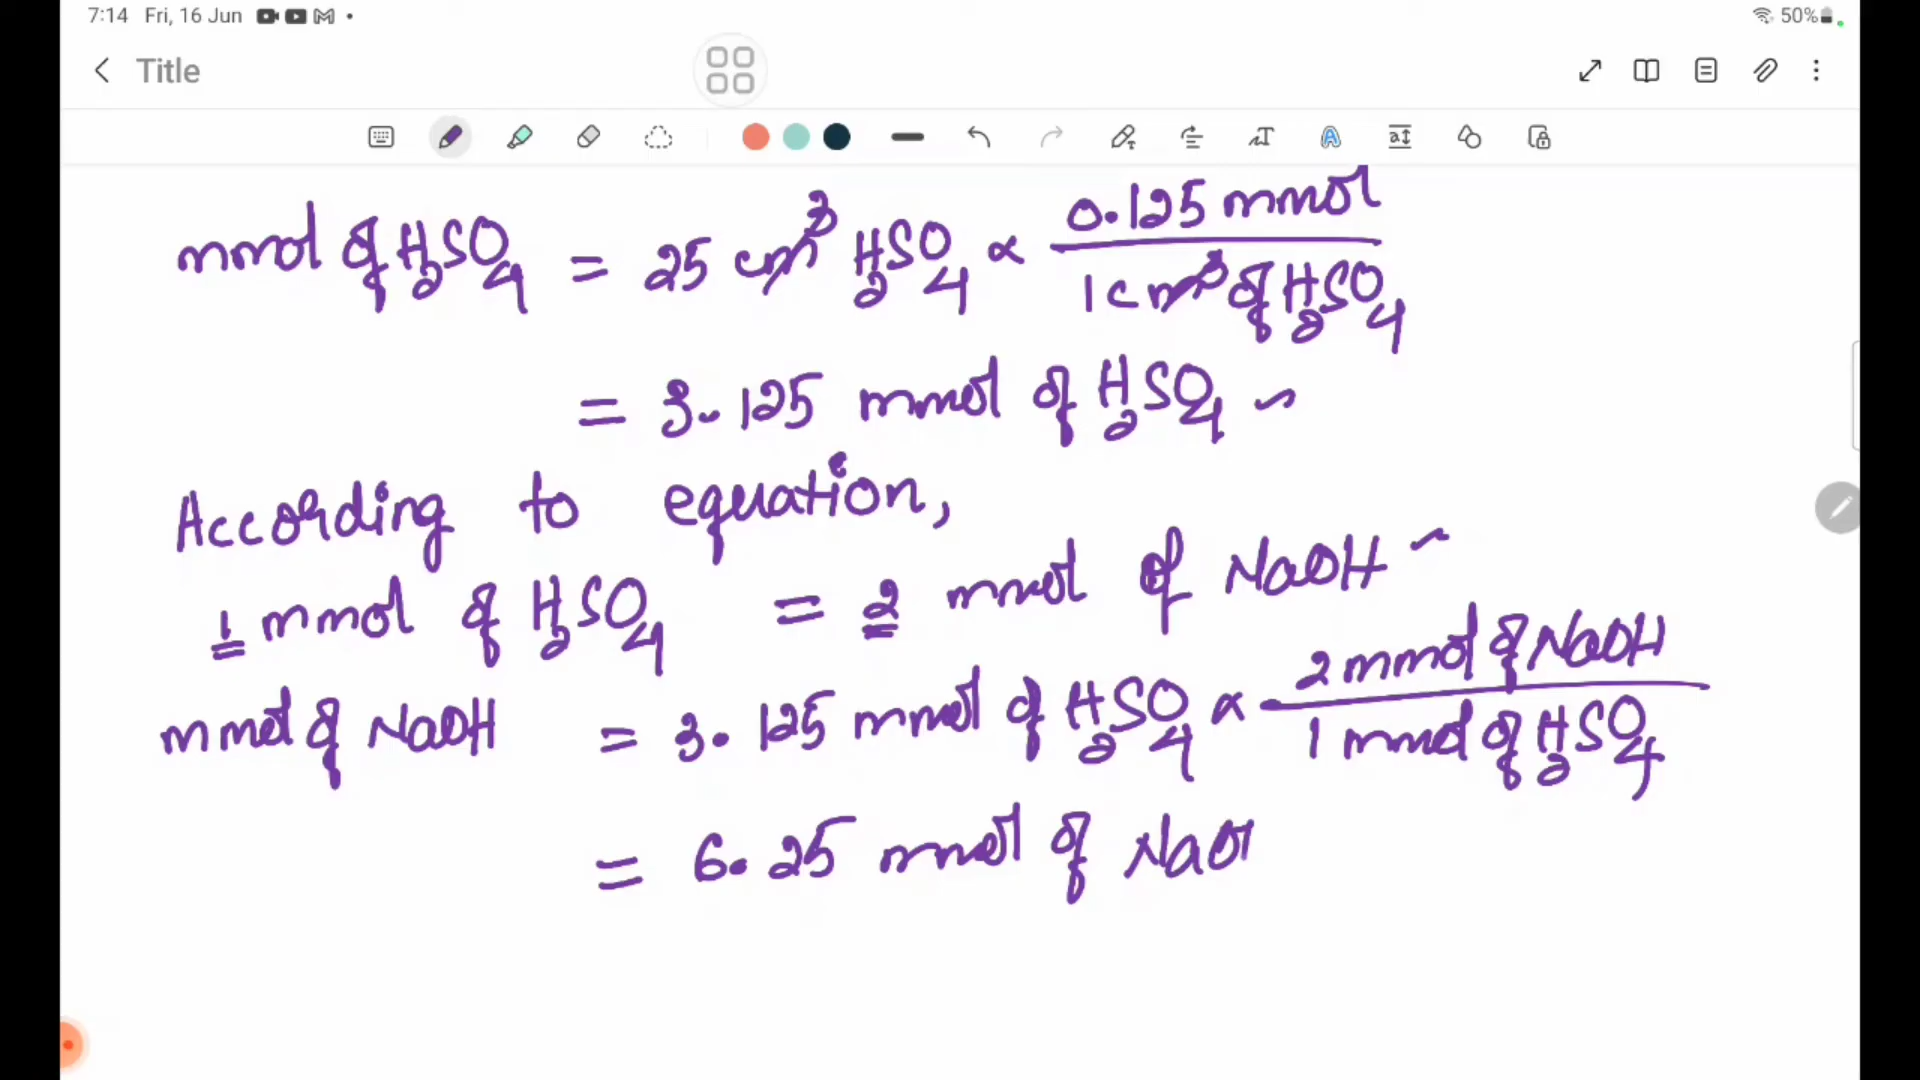 7:14 Fri, 16 Jun 50%
Title
mmol of H₂SO₄ = 25 cm³ H₂SO₄ × 0.125 mmol / 1 cm³ of H₂SO₄
= 3.125 mmol of H₂SO₄
According to equation,
1 mmol of H₂SO₄ = 2 mmol of NaOH
mmol of NaOH = 3.125 mmol of H₂SO₄ × 2 mmol of NaOH / 1 mmol of H₂SO₄
= 6.25 mmol of NaOI